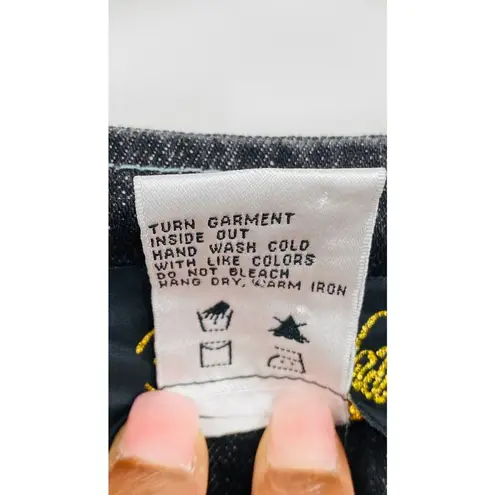 TURN GARMENT
INSIDE OUT
HAND WASH COLD
WITH LIKE COLORS
DO NOT BLEACH
HANG DRY, WARM IRON